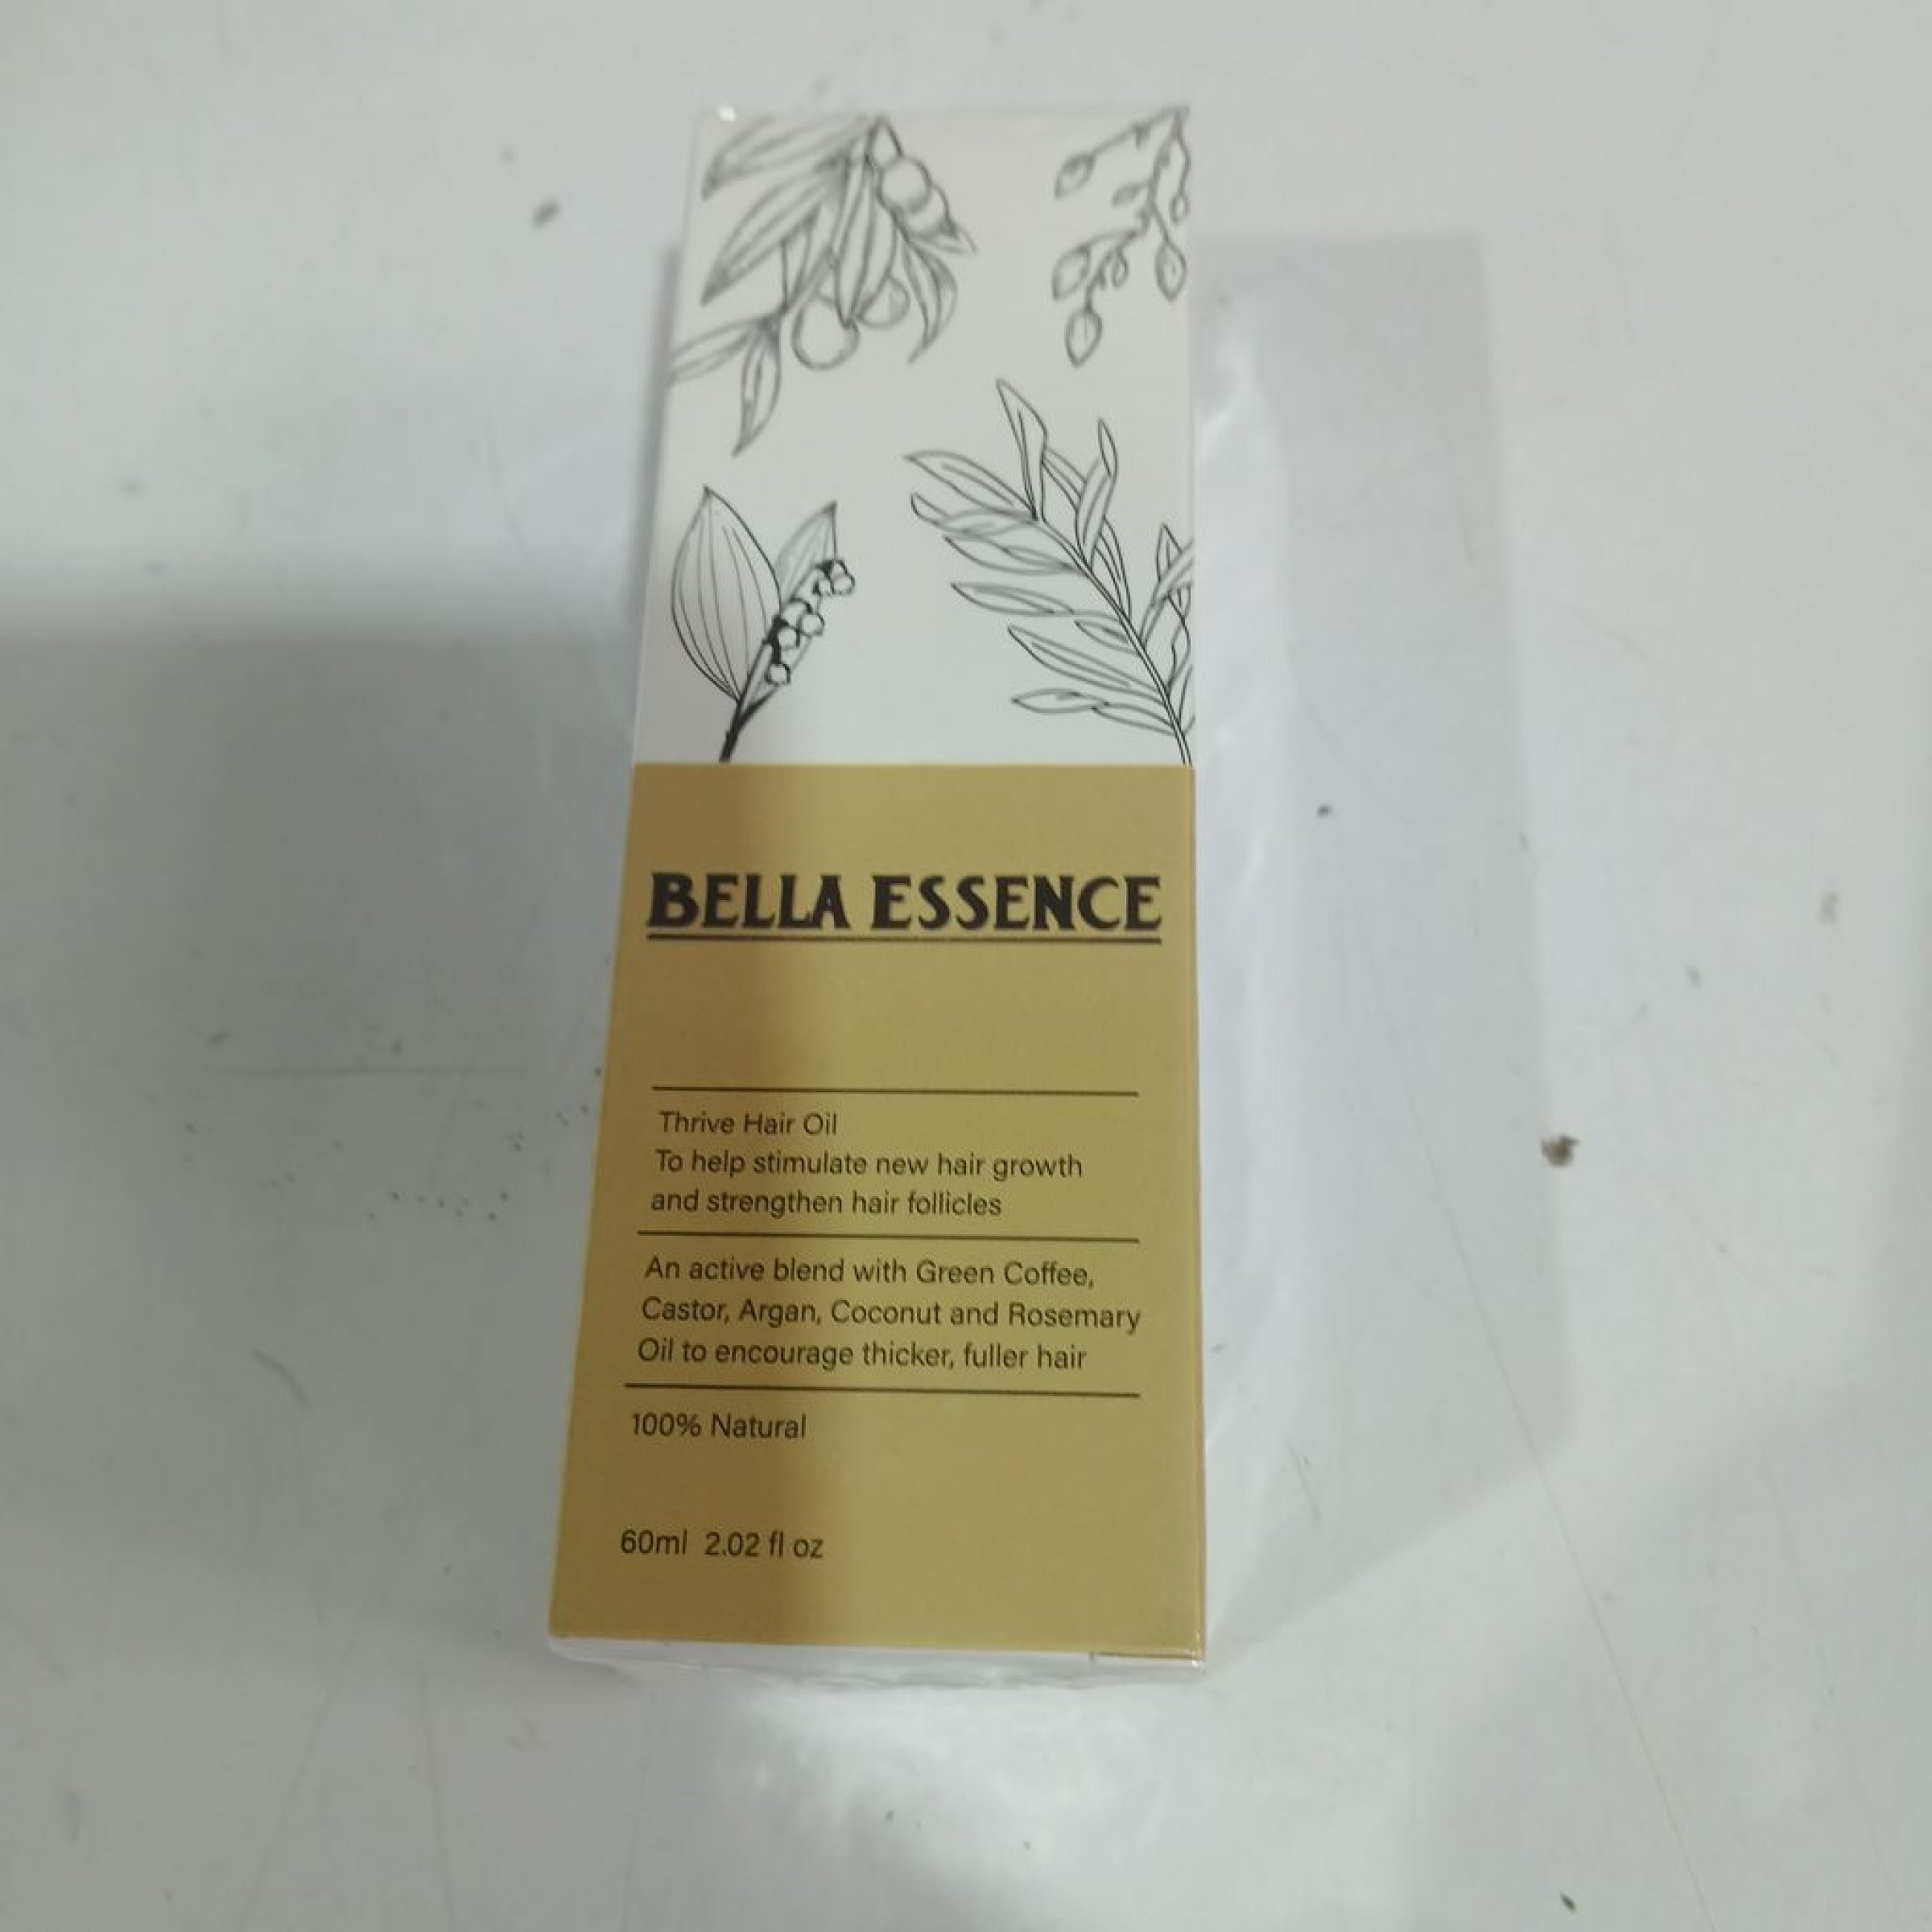 BELLA ESSENCE
Thrive Hair Oil
To help stimulate new hair growth
and strengthen hair follicles
An active blend with Green Coffee,
Castor, Argan, Coconut and Rosemary
Oil to encourage thicker, fuller hair
100% Natural
60ml 2.02 fl oz